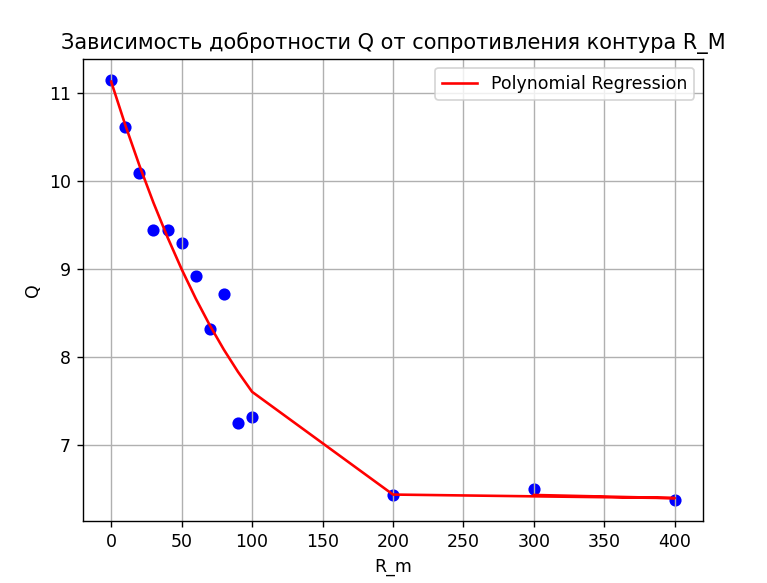 Зависимость добротности Q от сопротивления контура R_M
Polynomial Regression
11
10
9
8
7
Q
0 50 100 150 200 250 300 350 400
R_m